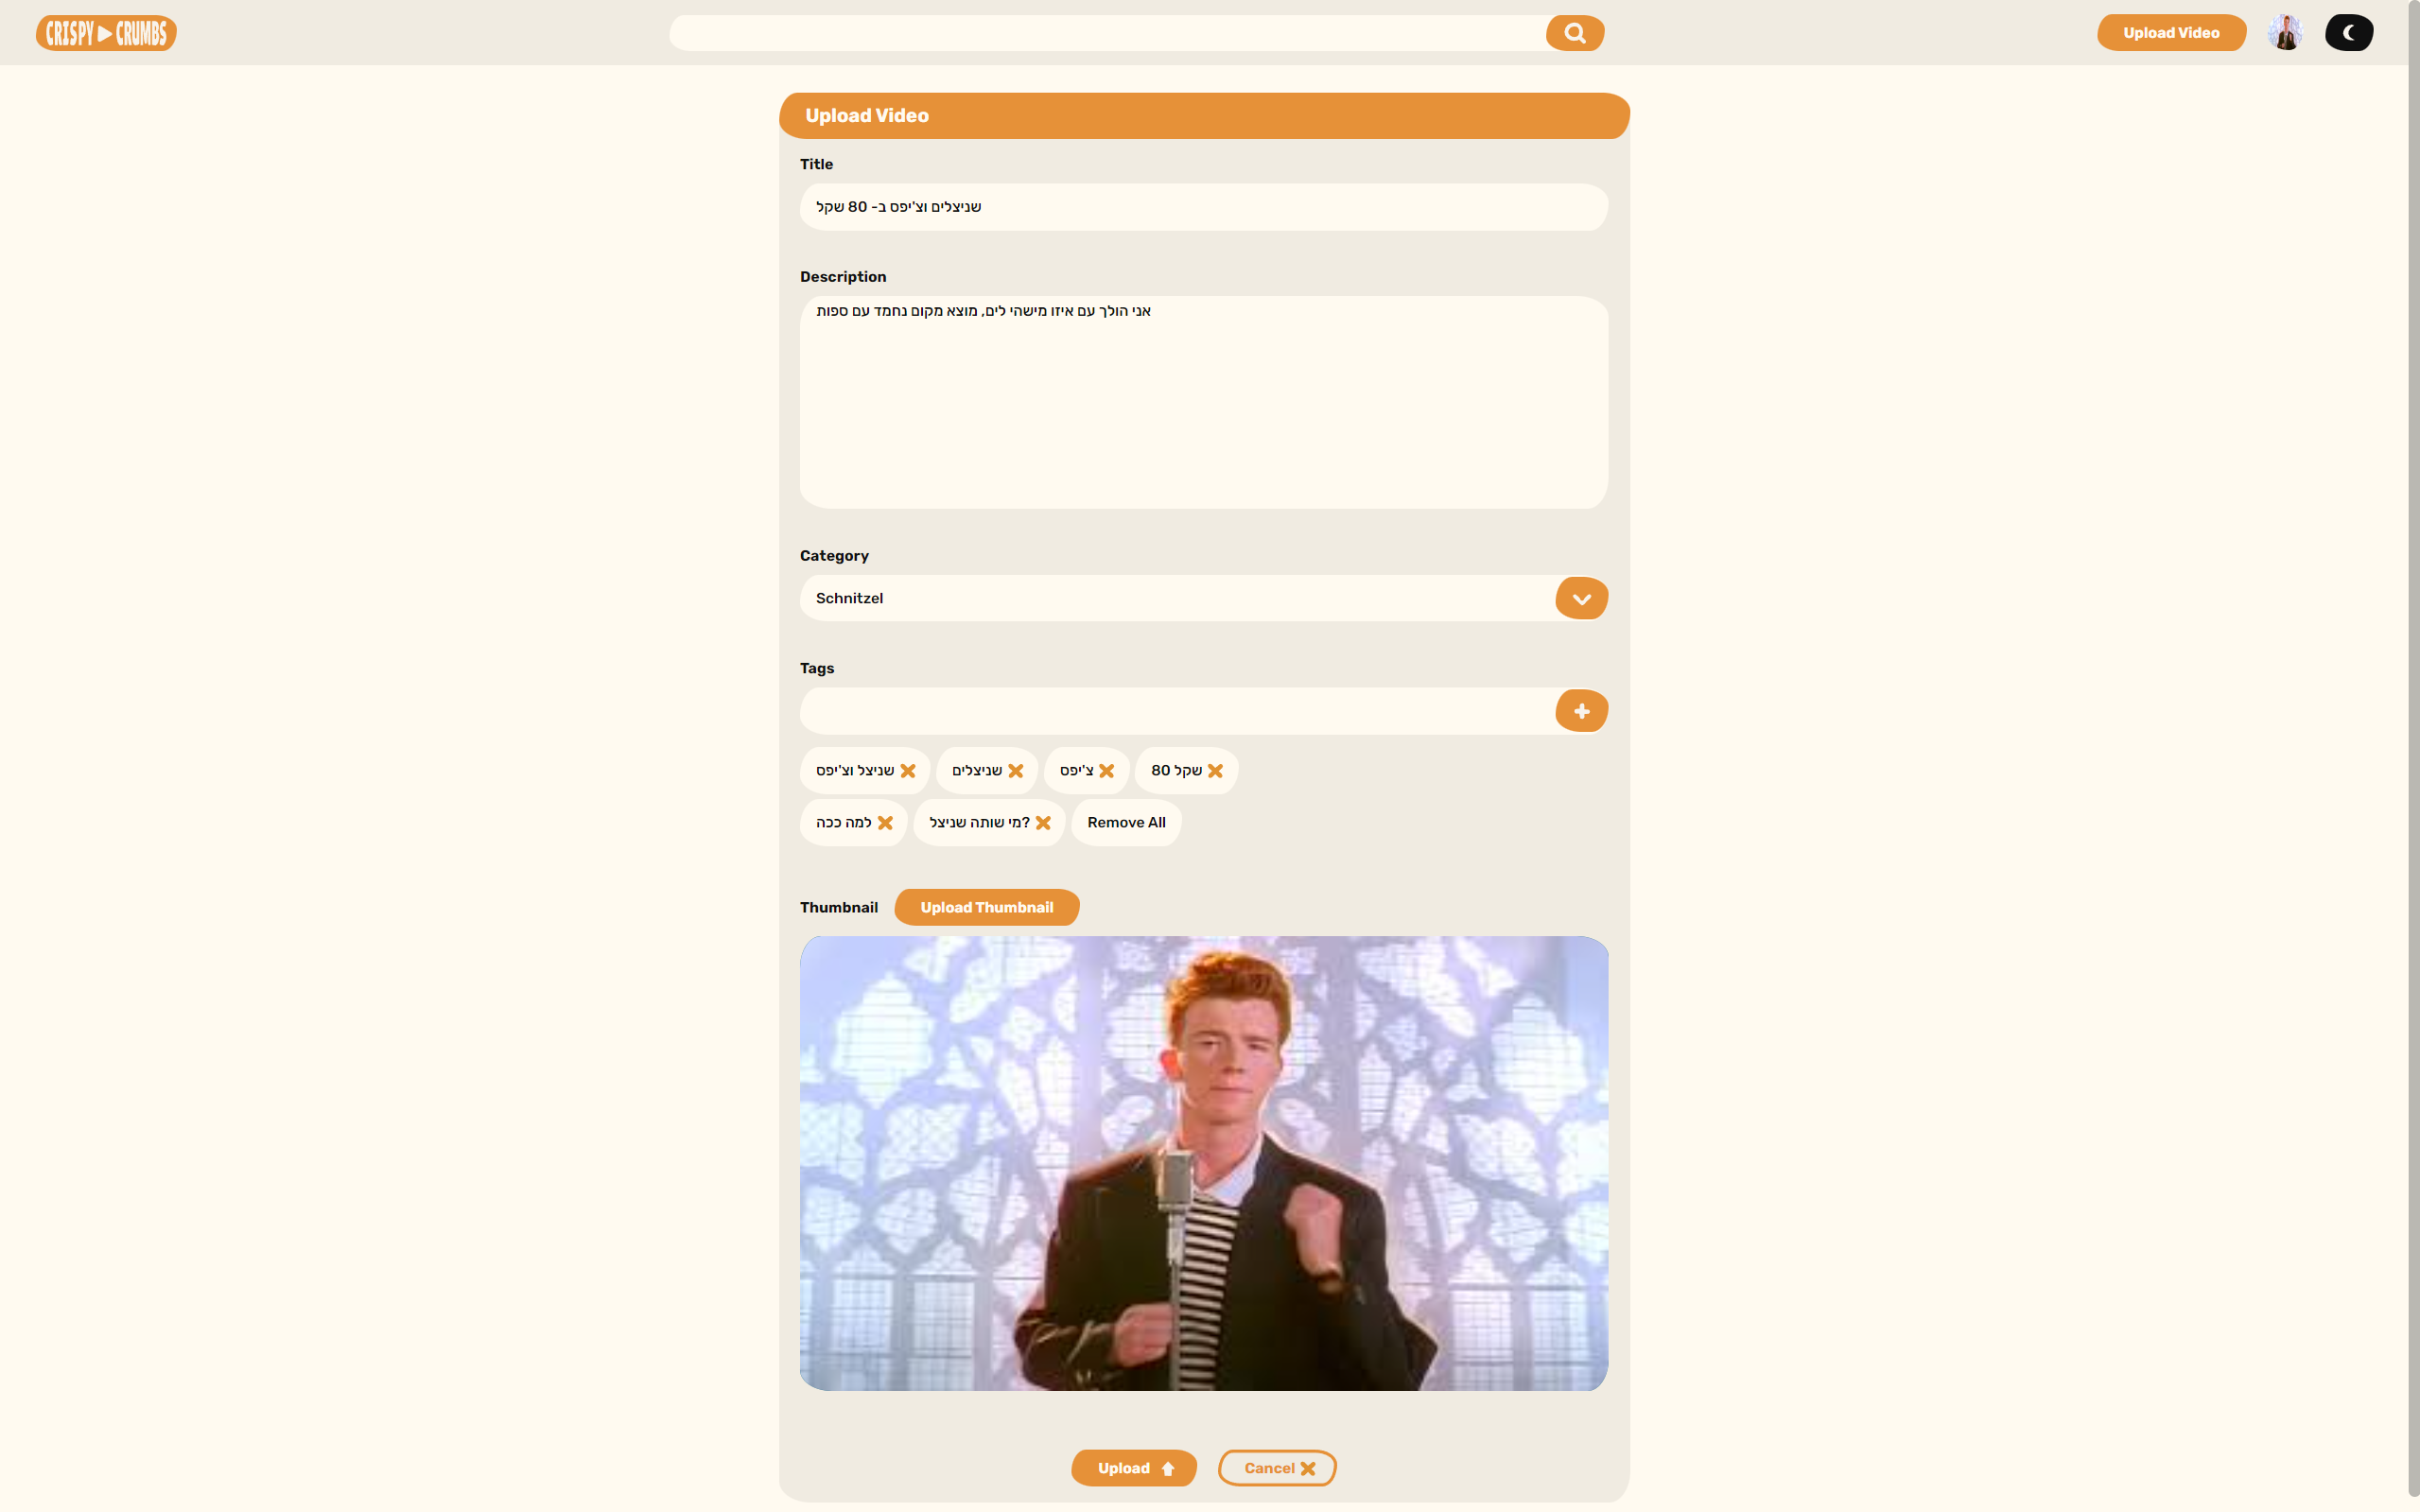 CRISPY CRUMBS
Upload Video
Upload Video
Title
שניצלים וצ'יפס ב- 80 שקל
Description
אני הולך עם איזו מישהי לים, מוצא מקום נחמד עם ספות
Category
Schnitzel
Tags
שניצל וצ'יפס שניצלים צ'יפס 80 שקל
למה ככה מי שותה שניצל? Remove All
Thumbnail Upload Thumbnail
Upload Cancel